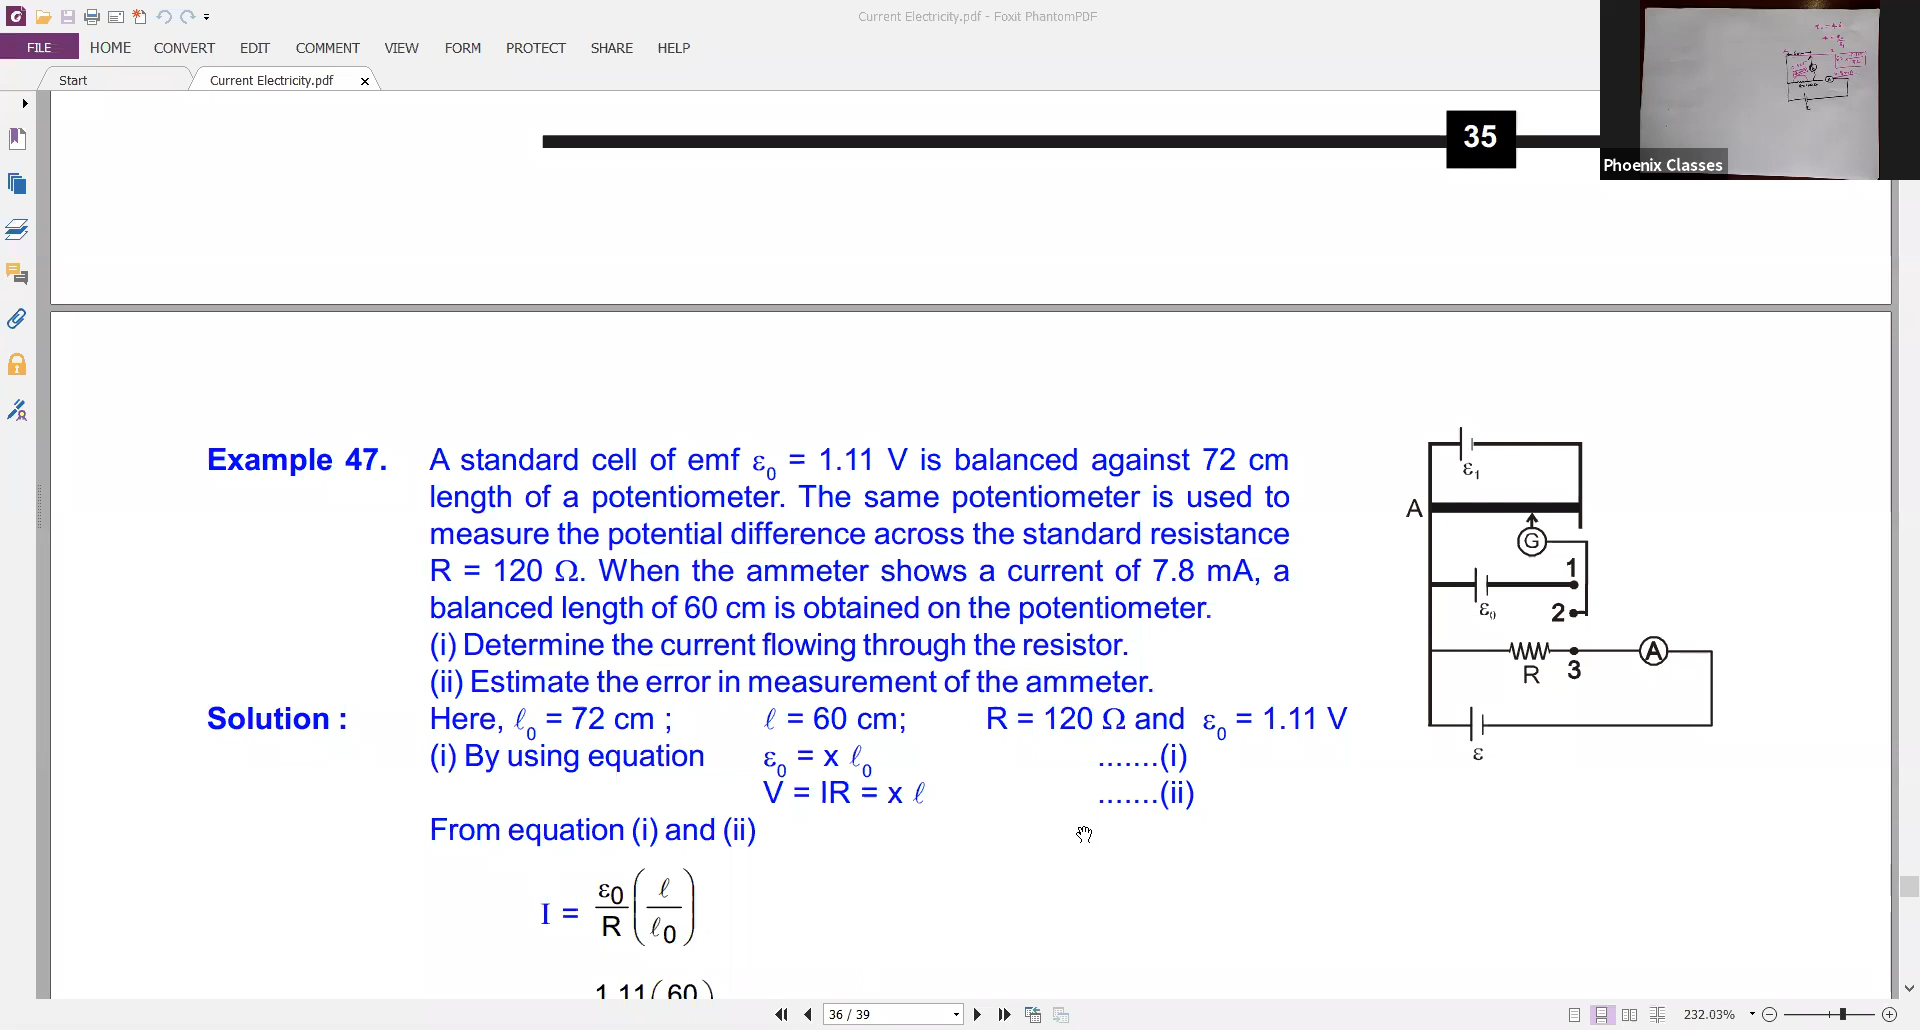 Current Electricity.pdf - Foxit PhantomPDF
FILE HOME CONVERT EDIT COMMENT VIEW FORM PROTECT SHARE HELP
Start Current Electricity.pdf
Phoenix Classes
35
Example 47. A standard cell of emf ε₀ = 1.11 V is balanced against 72 cm
length of a potentiometer. The same potentiometer is used to
measure the potential difference across the standard resistance
R = 120 Ω. When the ammeter shows a current of 7.8 mA, a
balanced length of 60 cm is obtained on the potentiometer.
(i) Determine the current flowing through the resistor.
(ii) Estimate the error in measurement of the ammeter.
Solution : Here, ℓ₀ = 72 cm ; ℓ = 60 cm; R = 120 Ω and ε₀ = 1.11 V
(i) By using equation ε₀ = x ℓ₀ .......(i)
V = IR = x ℓ .......(ii)
From equation (i) and (ii)
I = ε₀/R (ℓ/ℓ₀)
1.11 ( 60 )
ε₁
A
G
1
ε₀
2
A
R 3
ε
36 / 39
232.03%